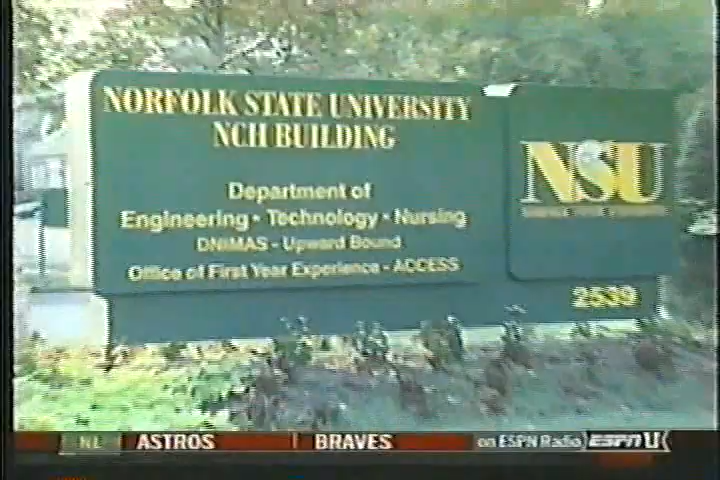 NORFOLK STATE UNIVERSITY
NCH BUILDING
Department of
Engineering • Technology • Nursing
DNIMAS - Upward Bound
Office of First Year Experience - ACCESS
NSU
2539
NL ASTROS BRAVES on ESPN Radio ESPNU